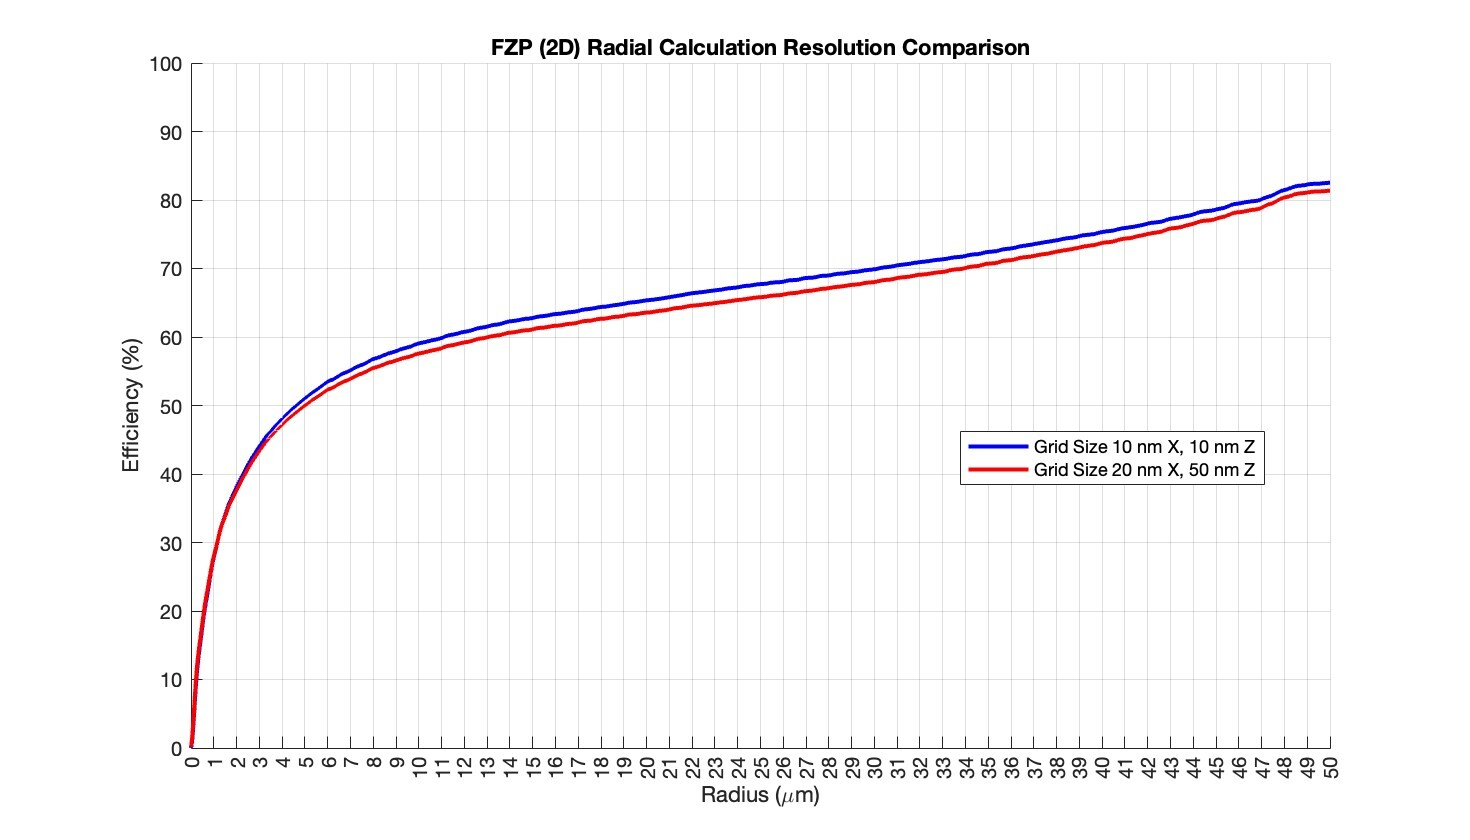 FZP (2D) Radial Calculation Resolution Comparison
100
90
80
70
60
50
40
30
20
10
0
Efficiency (%)
Grid Size 10 nm X, 10 nm Z
Grid Size 20 nm X, 50 nm Z
0 1 2 3 4 5 6 7 8 9 10 11 12 13 14 15 16 17 18 19 20 21 22 23 24 25 26 27 28 29 30 31 32 33 34 35 36 37 38 39 40 41 42 43 44 45 46 47 48 49 50
Radius (μm)